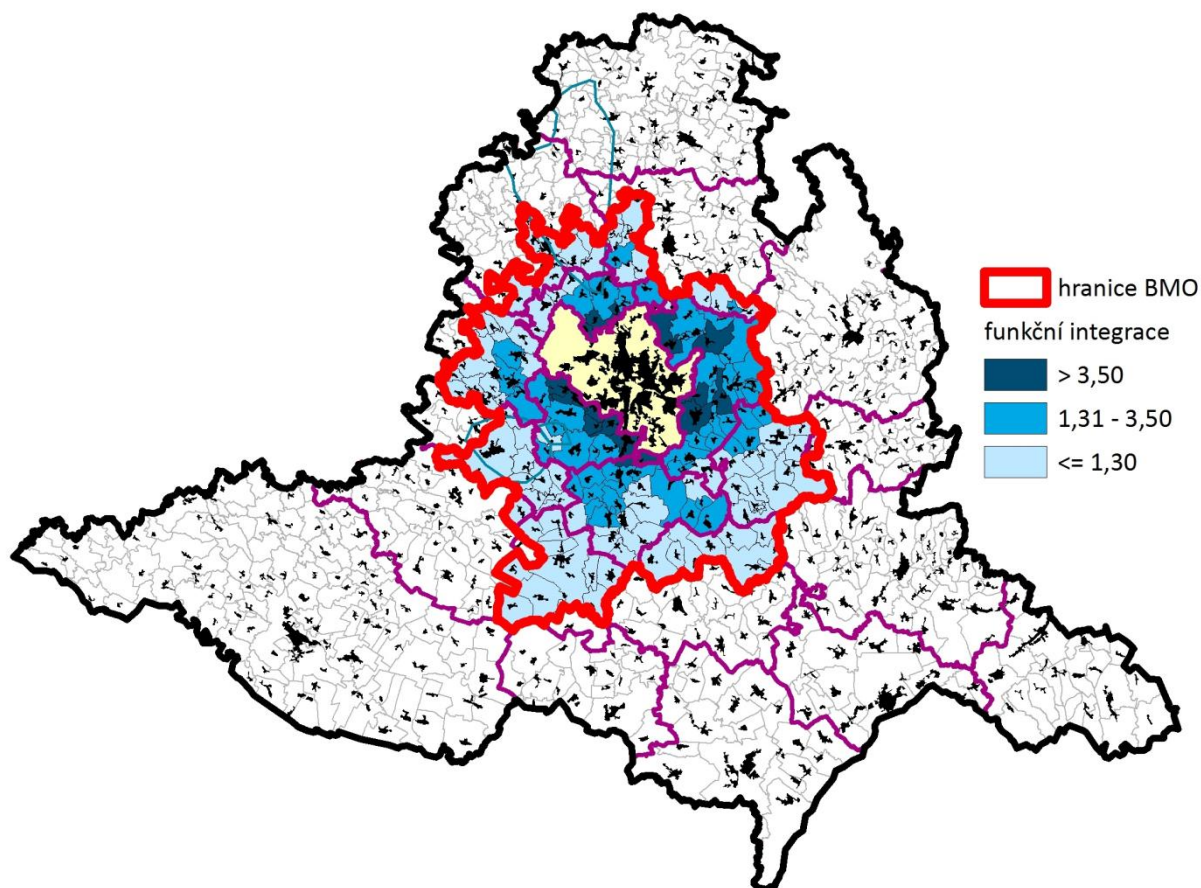 hranice BMO
funkční integrace
> 3,50
1,31 - 3,50
<= 1,30